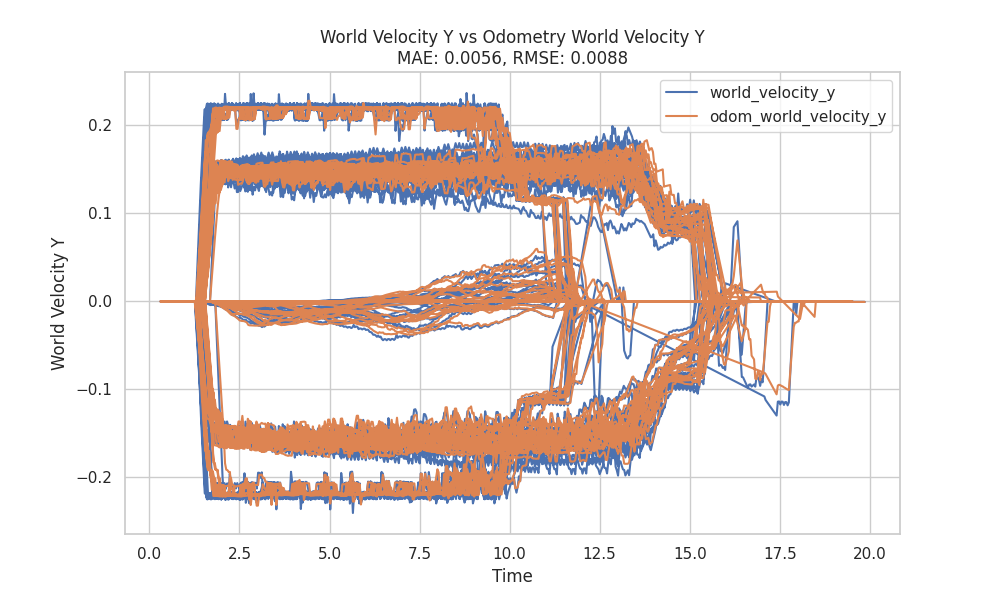 World Velocity Y vs Odometry World Velocity Y
MAE: 0.0056, RMSE: 0.0088
world_velocity_y
odom_world_velocity_y
World Velocity Y
0.2
0.1
0.0
−0.1
−0.2
0.0 2.5 5.0 7.5 10.0 12.5 15.0 17.5 20.0
Time